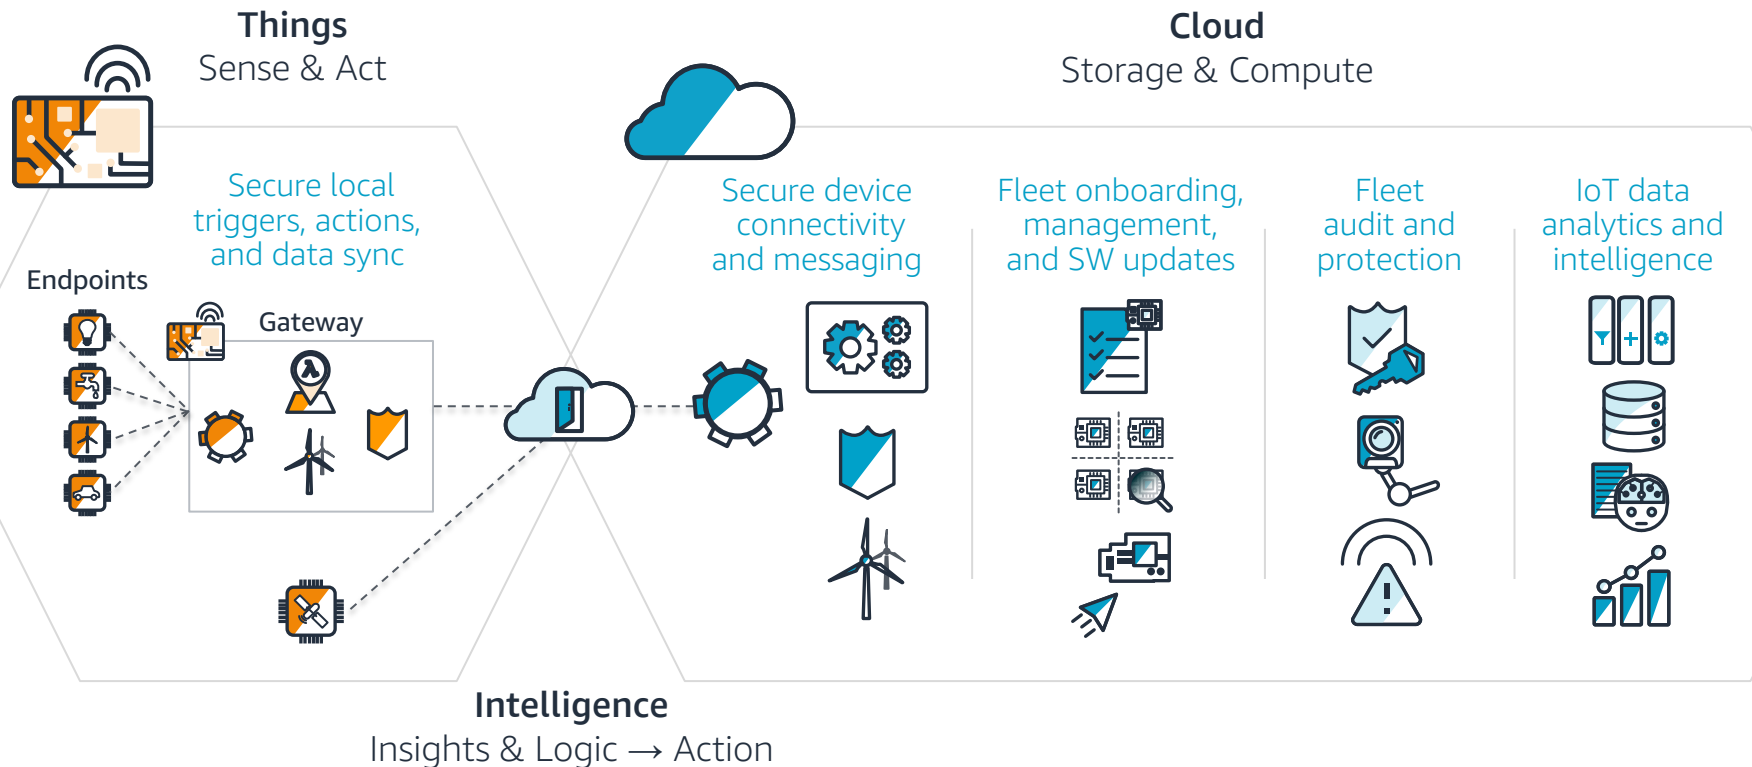 Things
Sense & Act
Cloud
Storage & Compute
Secure local
triggers, actions,
and data sync
Endpoints
Gateway
λ
Secure device
connectivity
and messaging
Fleet onboarding,
management,
and SW updates
Fleet
audit and
protection
IoT data
analytics and
intelligence
Intelligence
Insights & Logic → Action